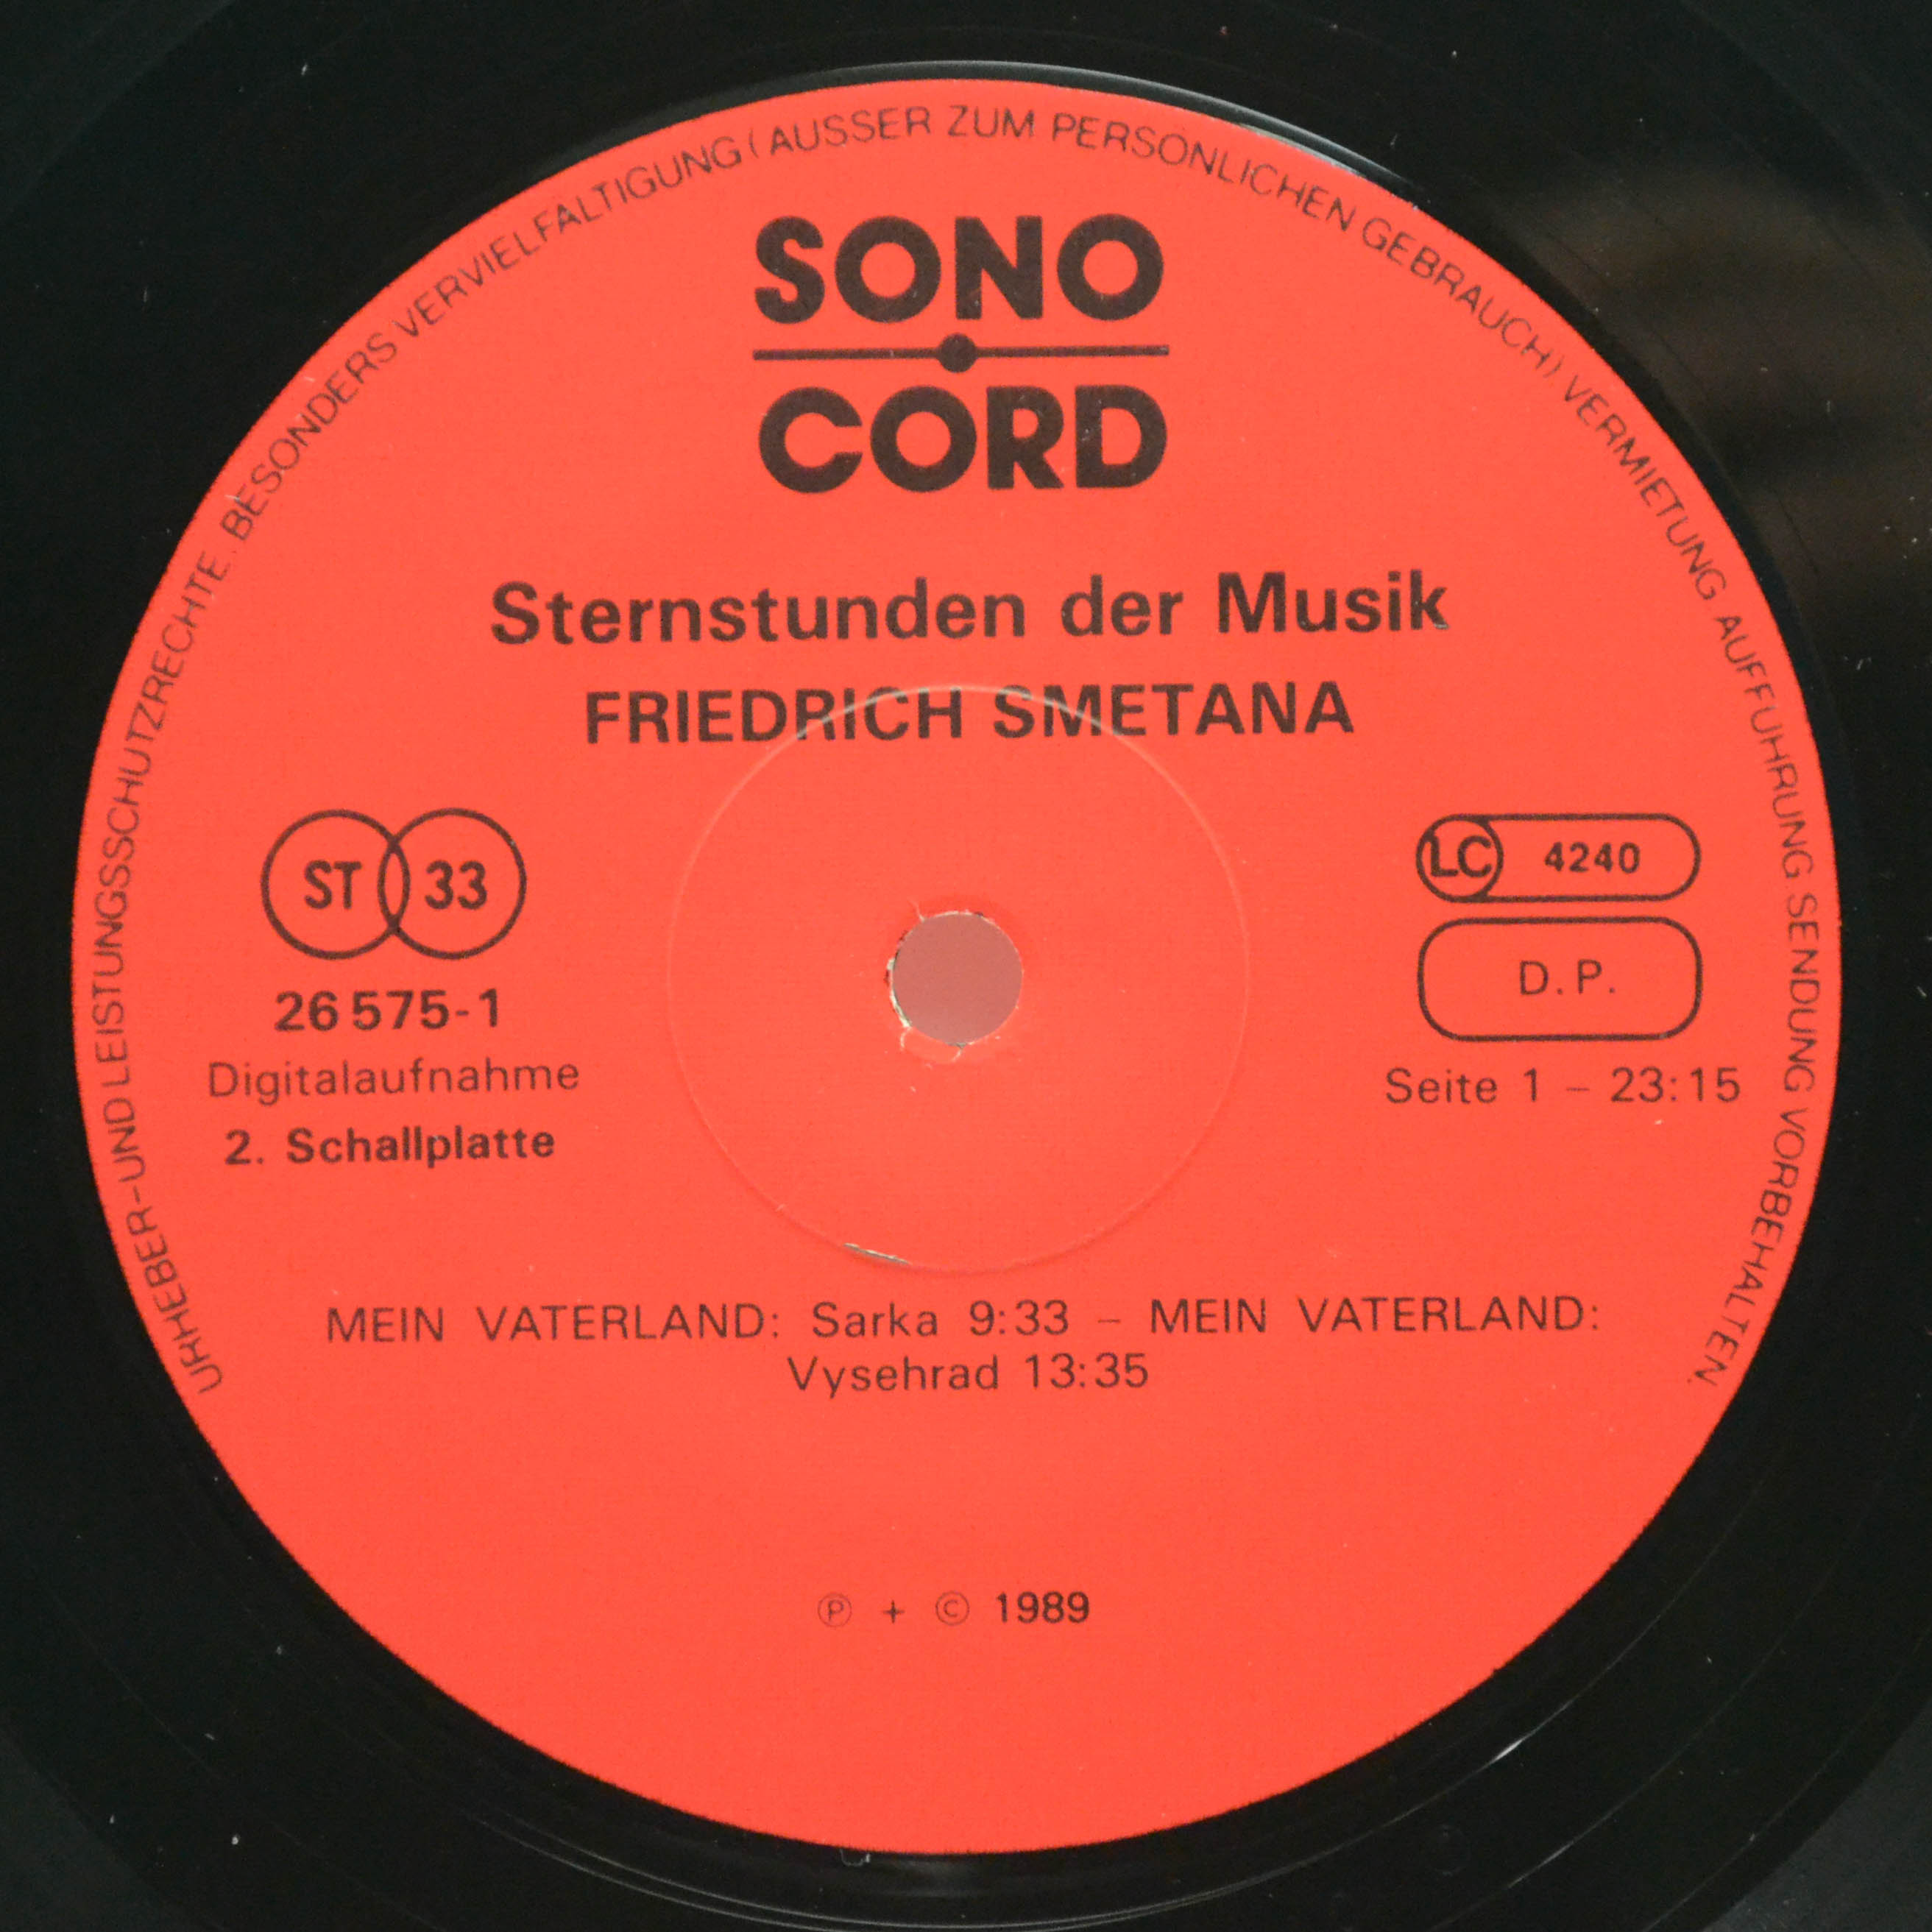 URHEBER-UND LEISTUNGSSCHUTZRECHTE. BESONDERS VERVIELFALTIGUNG (AUSSER ZUM PERSONLICHEN GEBRAUCH) VERMIETUNG AUFFUHRUNG. SENDUNG VORBEHALTEN.
SONO
CORD
Sternstunden der Musik
FRIEDRICH SMETANA
ST 33
LC 4240
26 575-1
D.P.
Digitalaufnahme
Seite 1 – 23:15
2. Schallplatte
MEIN VATERLAND: Sarka 9:33 – MEIN VATERLAND:
Vysehrad 13:35
Ⓟ + © 1989